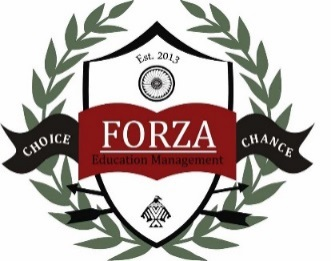 Est. 2013
CHOICE
FORZA
CHANCE
Education Management